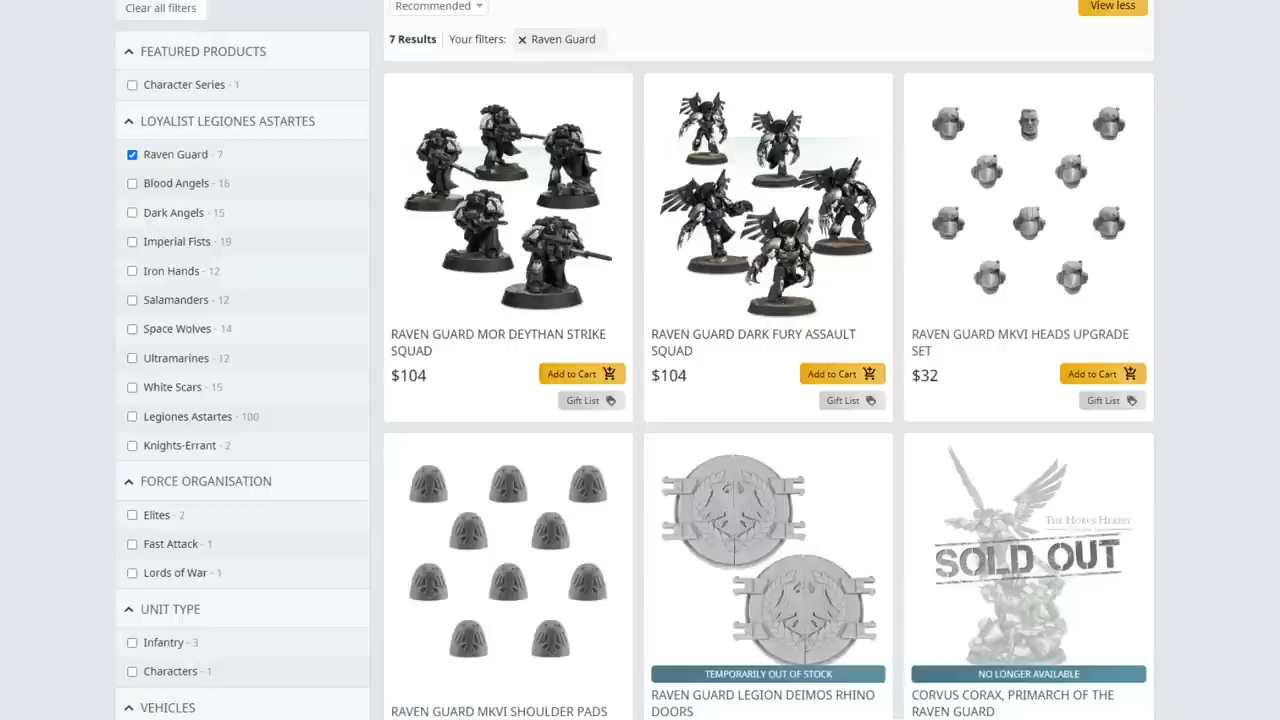 Clear all filters
FEATURED PRODUCTS
Character Series - 1
LOYALIST LEGIONES ASTARTES
Raven Guard - 7
Blood Angels - 16
Dark Angels - 15
Imperial Fists - 19
Iron Hands - 12
Salamanders - 12
Space Wolves - 14
Ultramarines - 12
White Scars - 15
Legiones Astartes - 100
Knights-Errant - 2
FORCE ORGANISATION
Elites - 2
Fast Attack - 1
Lords of War - 1
UNIT TYPE
Infantry - 3
Characters - 1
VEHICLES
Recommended
View less
7 Results
Your filters:
Raven Guard
RAVEN GUARD MOR DEYTHAN STRIKE
SQUAD
$104
Add to Cart
Gift List
RAVEN GUARD DARK FURY ASSAULT
SQUAD
$104
Add to Cart
Gift List
RAVEN GUARD MKVI HEADS UPGRADE
SET
$32
Add to Cart
Gift List
RAVEN GUARD MKVI SHOULDER PADS
TEMPORARILY OUT OF STOCK
RAVEN GUARD LEGION DEIMOS RHINO
DOORS
THE HORUS HERESY
SOLD OUT
NO LONGER AVAILABLE
CORVUS CORAX, PRIMARCH OF THE
RAVEN GUARD